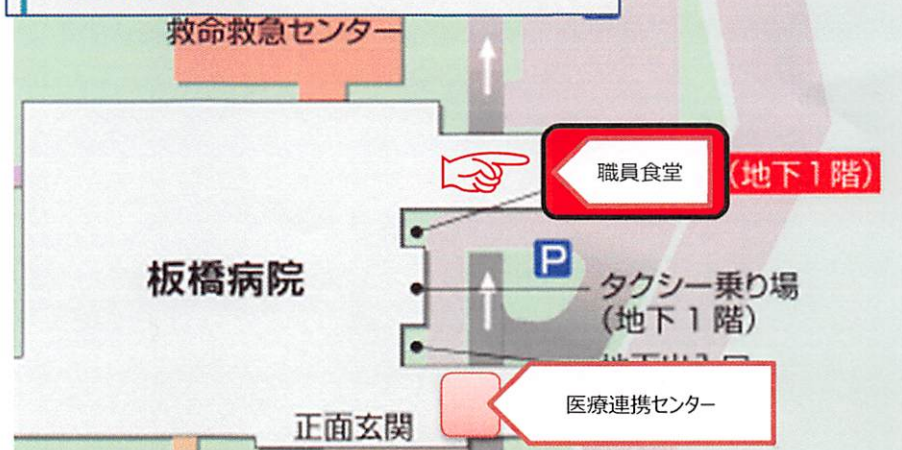 救命救急センター
職員食堂
(地下1階)
板橋病院
P
タクシー乗り場
(地下1階)
医療連携センター
正面玄関